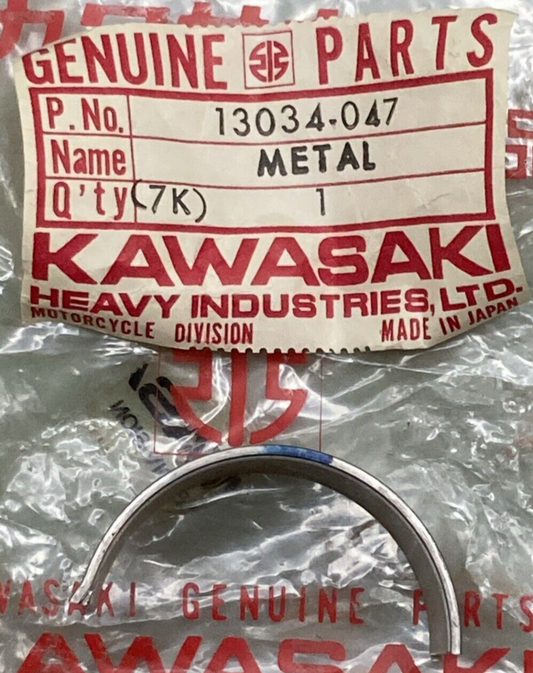 GENUINE PARTS
P. No. 13034-047
Name METAL
Q'ty (7K) 1
KAWASAKI
HEAVY INDUSTRIES, LTD.
MOTORCYCLE DIVISION MADE IN JAPAN
WASAKI GENUINE PARTS
KAWASAKI